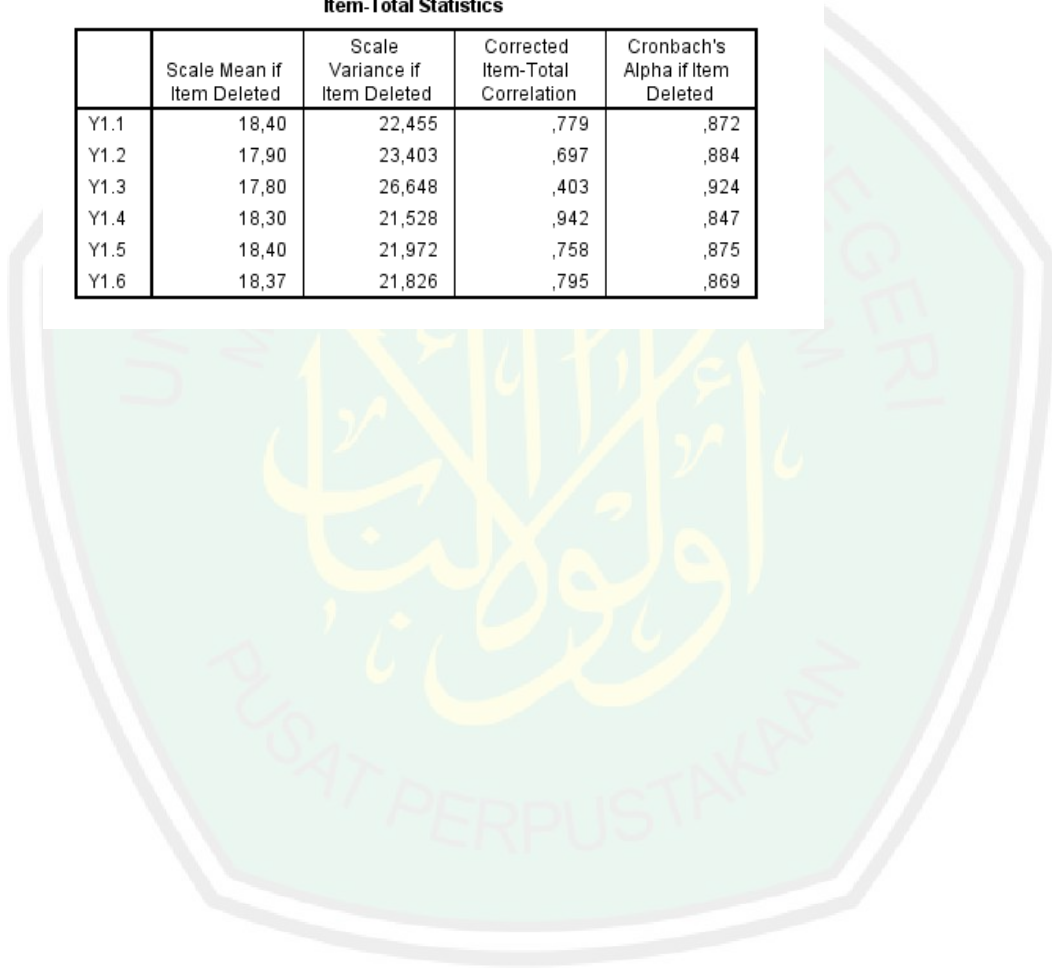 Item-Total Statistics
Scale Mean if Item Deleted Scale Variance if Item Deleted Corrected Item-Total Correlation Cronbach's Alpha if Item Deleted
Y1.1 18,40 22,455 ,779 ,872
Y1.2 17,90 23,403 ,697 ,884
Y1.3 17,80 26,648 ,403 ,924
Y1.4 18,30 21,528 ,942 ,847
Y1.5 18,40 21,972 ,758 ,875
Y1.6 18,37 21,826 ,795 ,869
PUSAT PERPUSTAKAAN